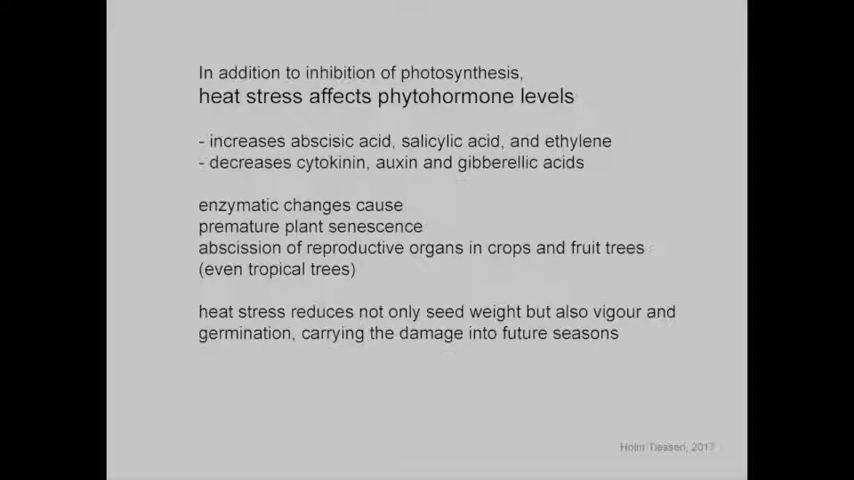 In addition to inhibition of photosynthesis,
heat stress affects phytohormone levels
- increases abscisic acid, salicylic acid, and ethylene
- decreases cytokinin, auxin and gibberellic acids
enzymatic changes cause
premature plant senescence
abscission of reproductive organs in crops and fruit trees
(even tropical trees)
heat stress reduces not only seed weight but also vigour and
germination, carrying the damage into future seasons
Holm Tiessen, 2017